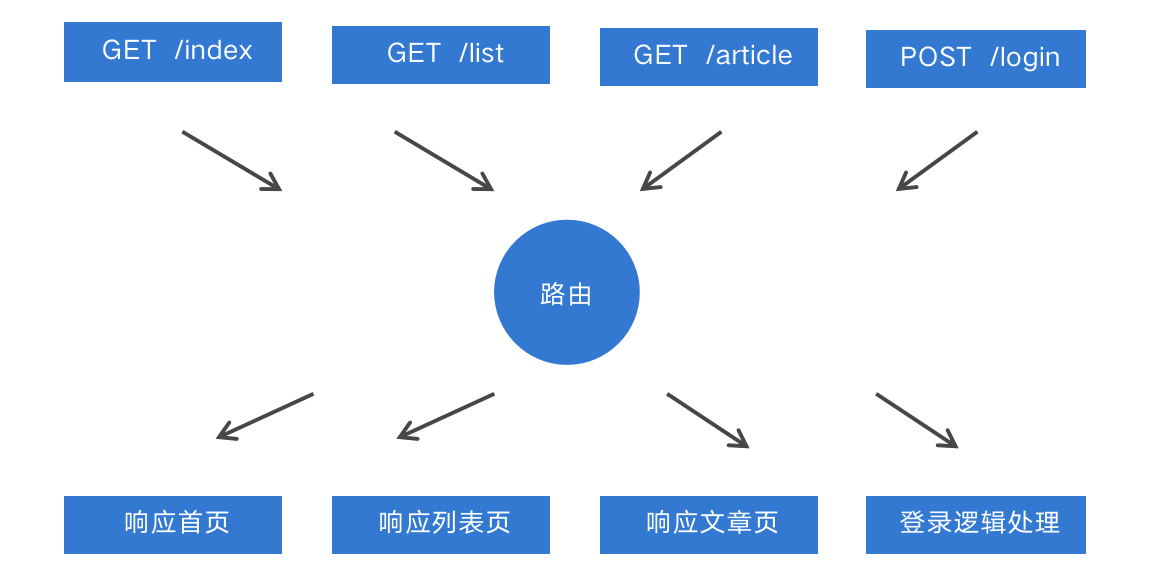 GET /index
GET /list
GET /article
POST /login
路由
响应首页
响应列表页
响应文章页
登录逻辑处理